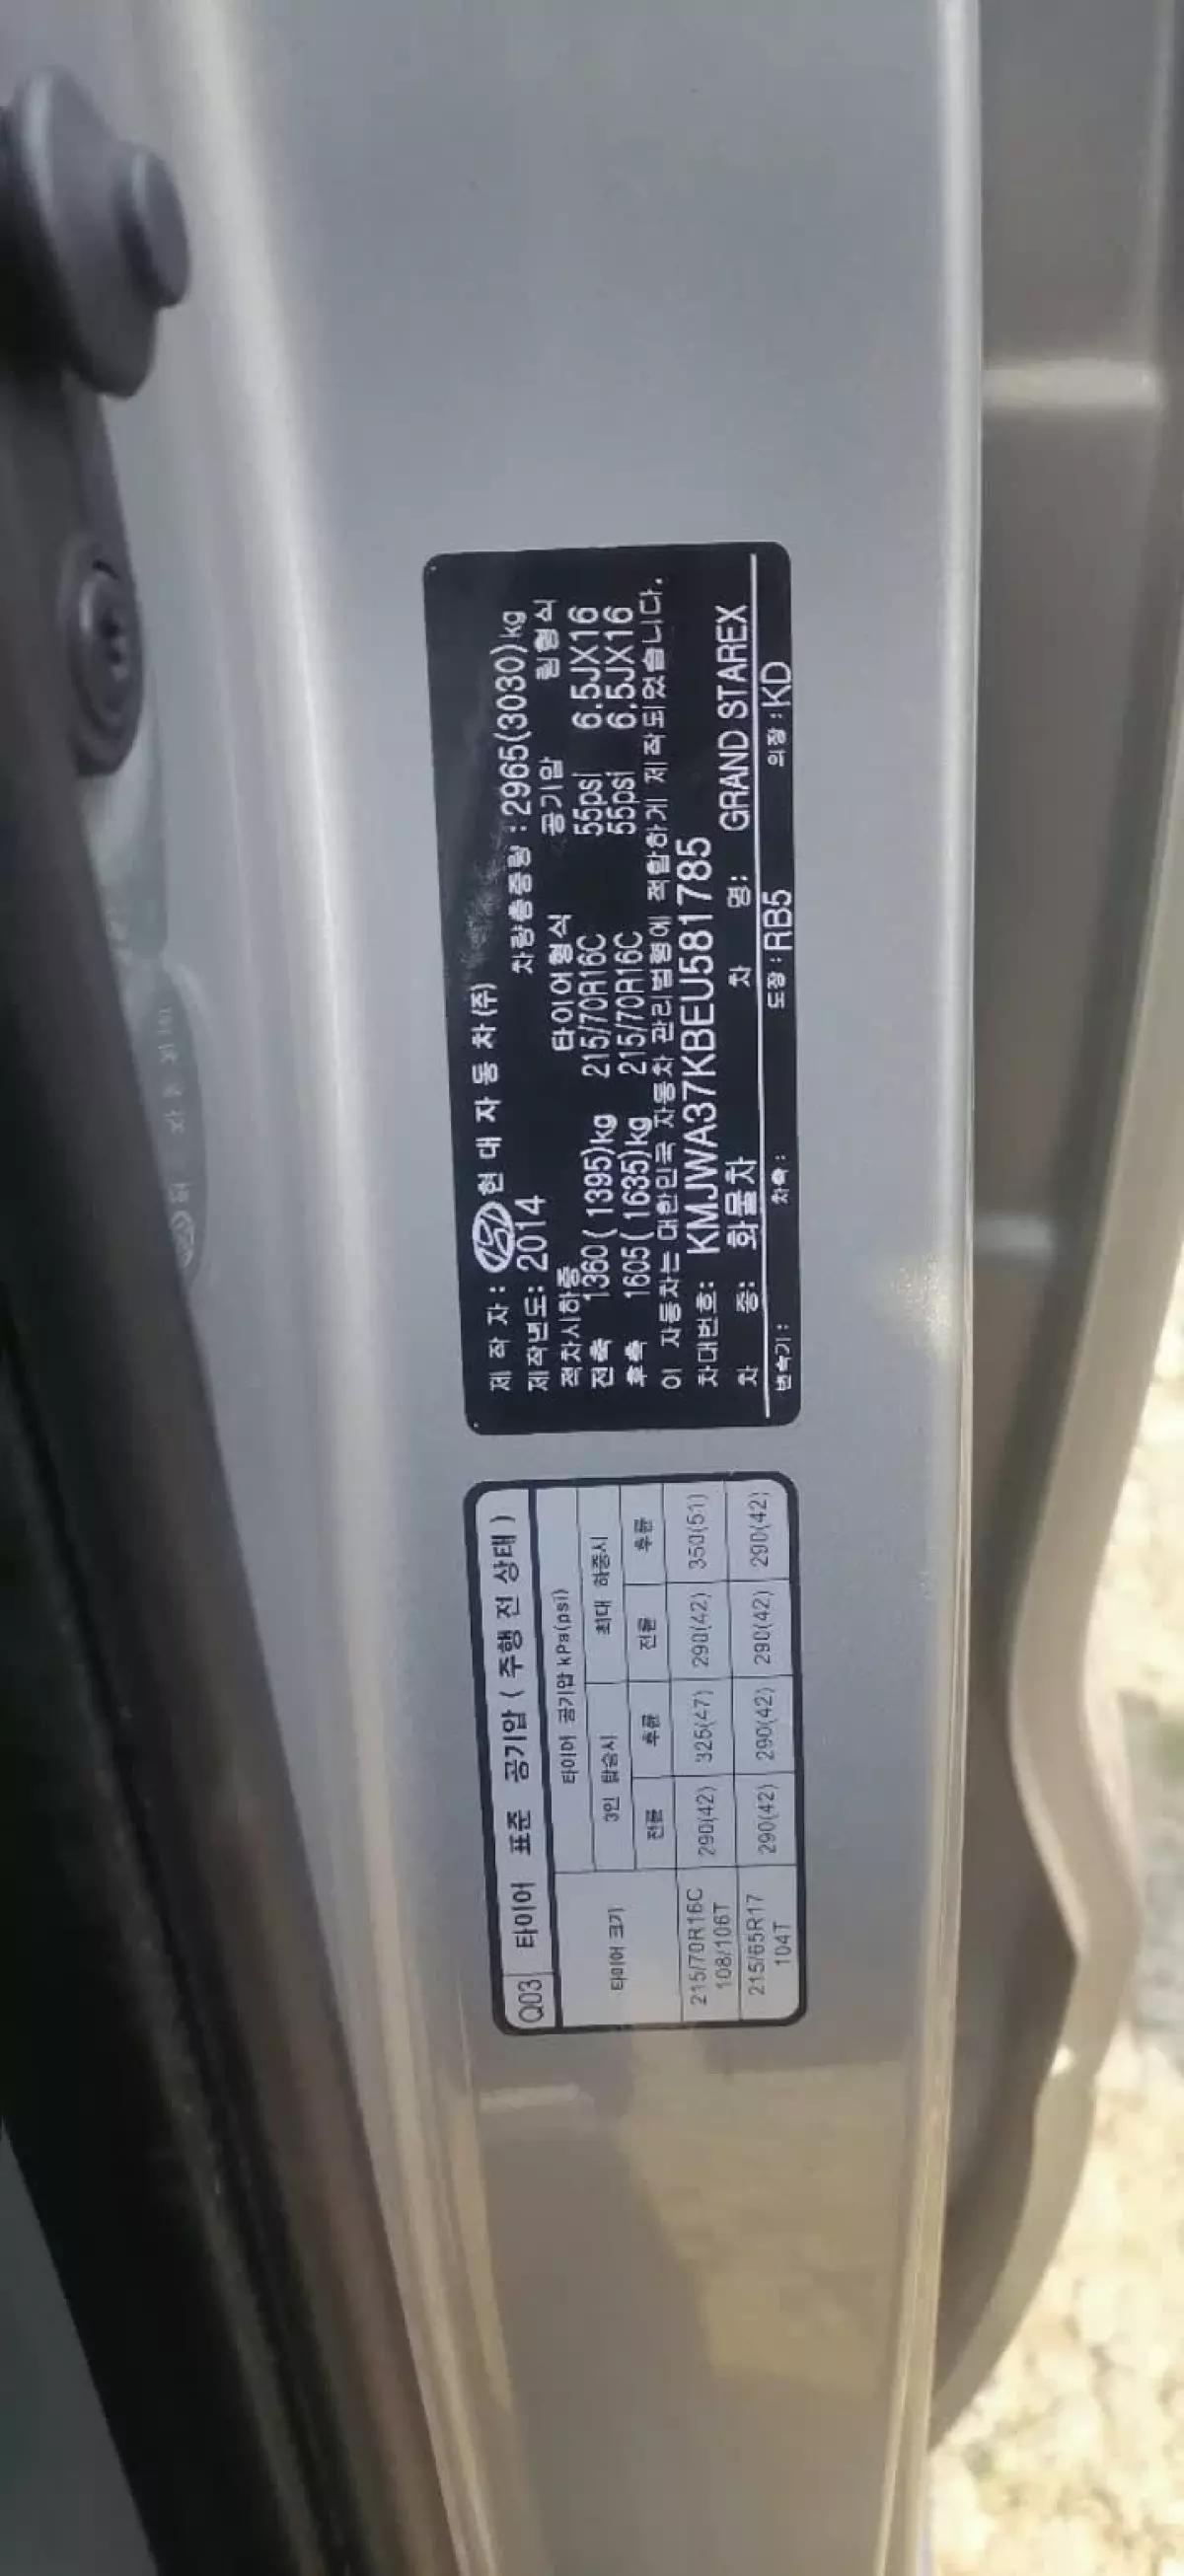 제 작 자 : 현 대 자 동 차 (주)
제작년도: 2014 차량총중량 : 2965(3030)kg
적차시하중 타이어형식 공기압 림형식
전축 1360 ( 1395)kg 215/70R16C 55psi 6.5JX16
후축 1605 ( 1635)kg 215/70R16C 55psi 6.5JX16
이 자동차는 대한민국 자동차 관리법령에 적합하게 제작되었습니다.
차대번호: KMJWA37KBEU581785
차 종: 화물차 차 명: GRAND STAREX
변속기 : 차축 : 도장 : RB5 의장 : KD
Q03 타이어 표준 공기압 ( 주행 전 상태 )
타이어 크기 타이어 공기압 kPa(psi)
3인 탑승시 최대 하중시
전륜 후륜 전륜 후륜
215/70R16C 290(42) 325(47) 290(42) 350(51)
108/106T
215/65R17 290(42) 290(42) 290(42) 290(42)
104T